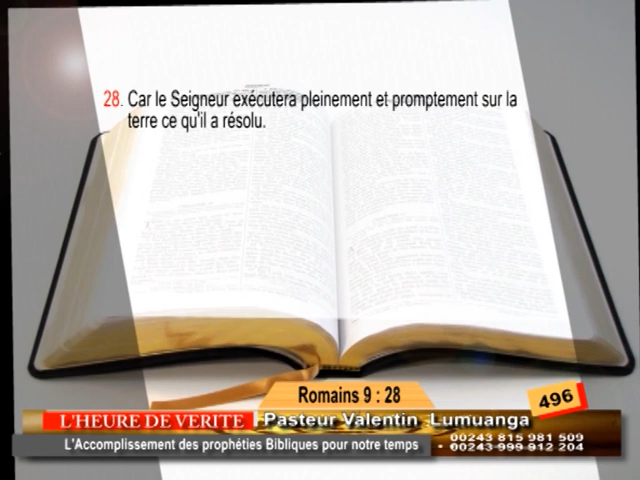 28. Car le Seigneur exécutera pleinement et promptement sur la
terre ce qu'il a résolu.
Romains 9 : 28
496
L'HEURE DE VERITE Pasteur Valentin Lumuanga
L'Accomplissement des prophéties Bibliques pour notre temps
00243 815 981 509
- 00243 999 912 204